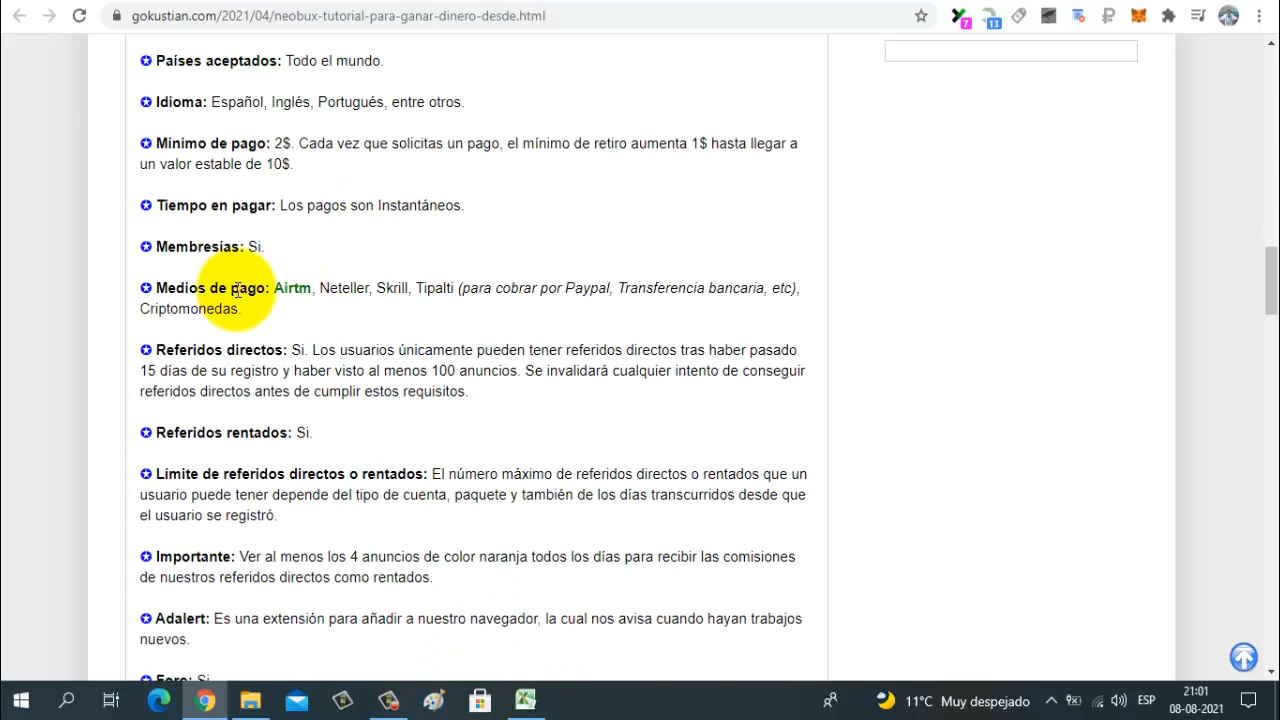 gokustian.com/2021/04/neobux-tutorial-para-ganar-dinero-desde.html
7
13
Países aceptados: Todo el mundo.
Idioma: Español, Inglés, Portugués, entre otros.
Mínimo de pago: 2$. Cada vez que solicitas un pago, el mínimo de retiro aumenta 1$ hasta llegar a
un valor estable de 10$.
Tiempo en pagar: Los pagos son Instantáneos.
Membresías: Si.
Medios de pago: Airtm, Neteller, Skrill, Tipalti (para cobrar por Paypal, Transferencia bancaria, etc),
Criptomonedas.
Referidos directos: Si. Los usuarios únicamente pueden tener referidos directos tras haber pasado
15 días de su registro y haber visto al menos 100 anuncios. Se invalidará cualquier intento de conseguir
referidos directos antes de cumplir estos requisitos.
Referidos rentados: Si.
Límite de referidos directos o rentados: El número máximo de referidos directos o rentados que un
usuario puede tener depende del tipo de cuenta, paquete y también de los días transcurridos desde que
el usuario se registró.
Importante: Ver al menos los 4 anuncios de color naranja todos los días para recibir las comisiones
de nuestros referidos directos como rentados.
Adalert: Es una extensión para añadir a nuestro navegador, la cual nos avisa cuando hayan trabajos
nuevos.
Foro: Si
11°C Muy despejado
ESP
21:01
08-08-2021